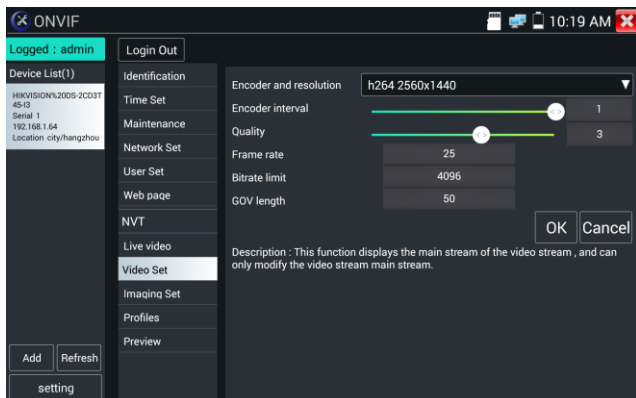 ONVIF
10:19 AM
Logged : admin
Login Out
Device List(1)
HIKVISION%20DS-2CD3T
45-I3
Serial 1
192.168.1.64
Location city/hangzhou
Identification
Time Set
Maintenance
Network Set
User Set
Web page
NVT
Live video
Video Set
Imaging Set
Profiles
Preview
Encoder and resolution h264 2560x1440
Encoder interval 1
Quality 3
Frame rate 25
Bitrate limit 4096
GOV length 50
OK Cancel
Description : This function displays the main stream of the video stream , and can
only modify the video stream main stream.
Add Refresh
setting